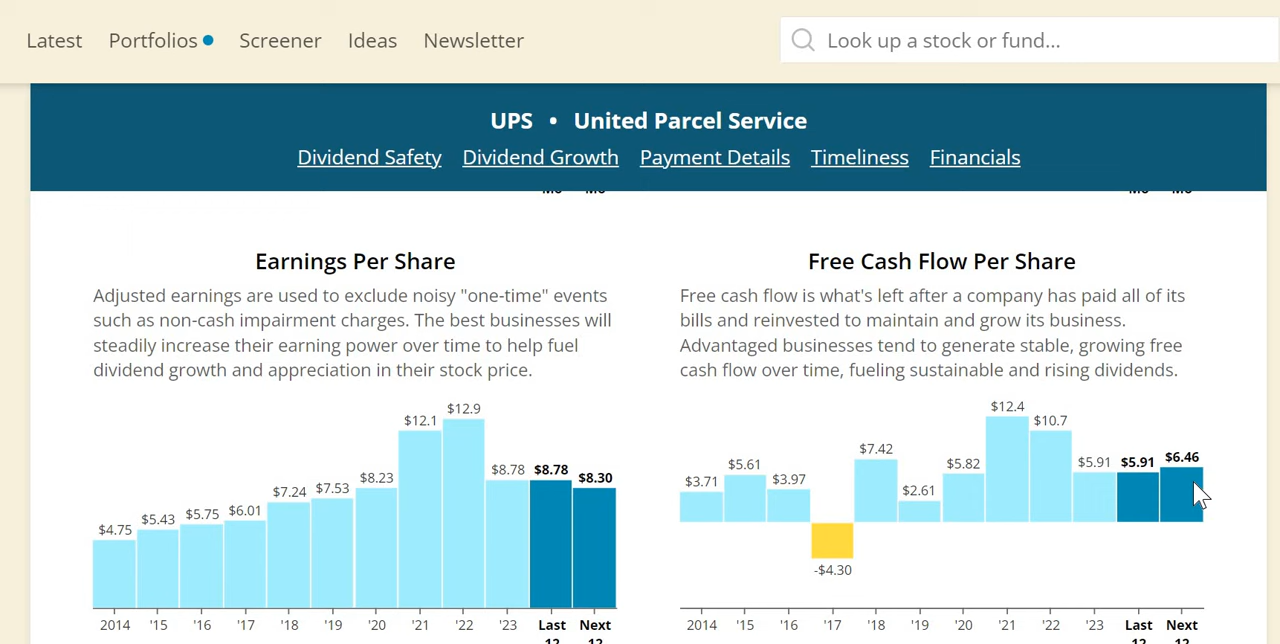 Latest Portfolios Screener Ideas Newsletter Look up a stock or fund...
UPS • United Parcel Service
Dividend Safety Dividend Growth Payment Details Timeliness Financials
Earnings Per Share
Adjusted earnings are used to exclude noisy "one-time" events
such as non-cash impairment charges. The best businesses will
steadily increase their earning power over time to help fuel
dividend growth and appreciation in their stock price.
$4.75 $5.43 $5.75 $6.01 $7.24 $7.53 $8.23 $12.1 $12.9 $8.78 $8.78 $8.30
2014 '15 '16 '17 '18 '19 '20 '21 '22 '23 Last Next
12 12
Free Cash Flow Per Share
Free cash flow is what's left after a company has paid all of its
bills and reinvested to maintain and grow its business.
Advantaged businesses tend to generate stable, growing free
cash flow over time, fueling sustainable and rising dividends.
$3.71 $5.61 $3.97 -$4.30 $7.42 $2.61 $5.82 $12.4 $10.7 $5.91 $5.91 $6.46
2014 '15 '16 '17 '18 '19 '20 '21 '22 '23 Last Next
12 12